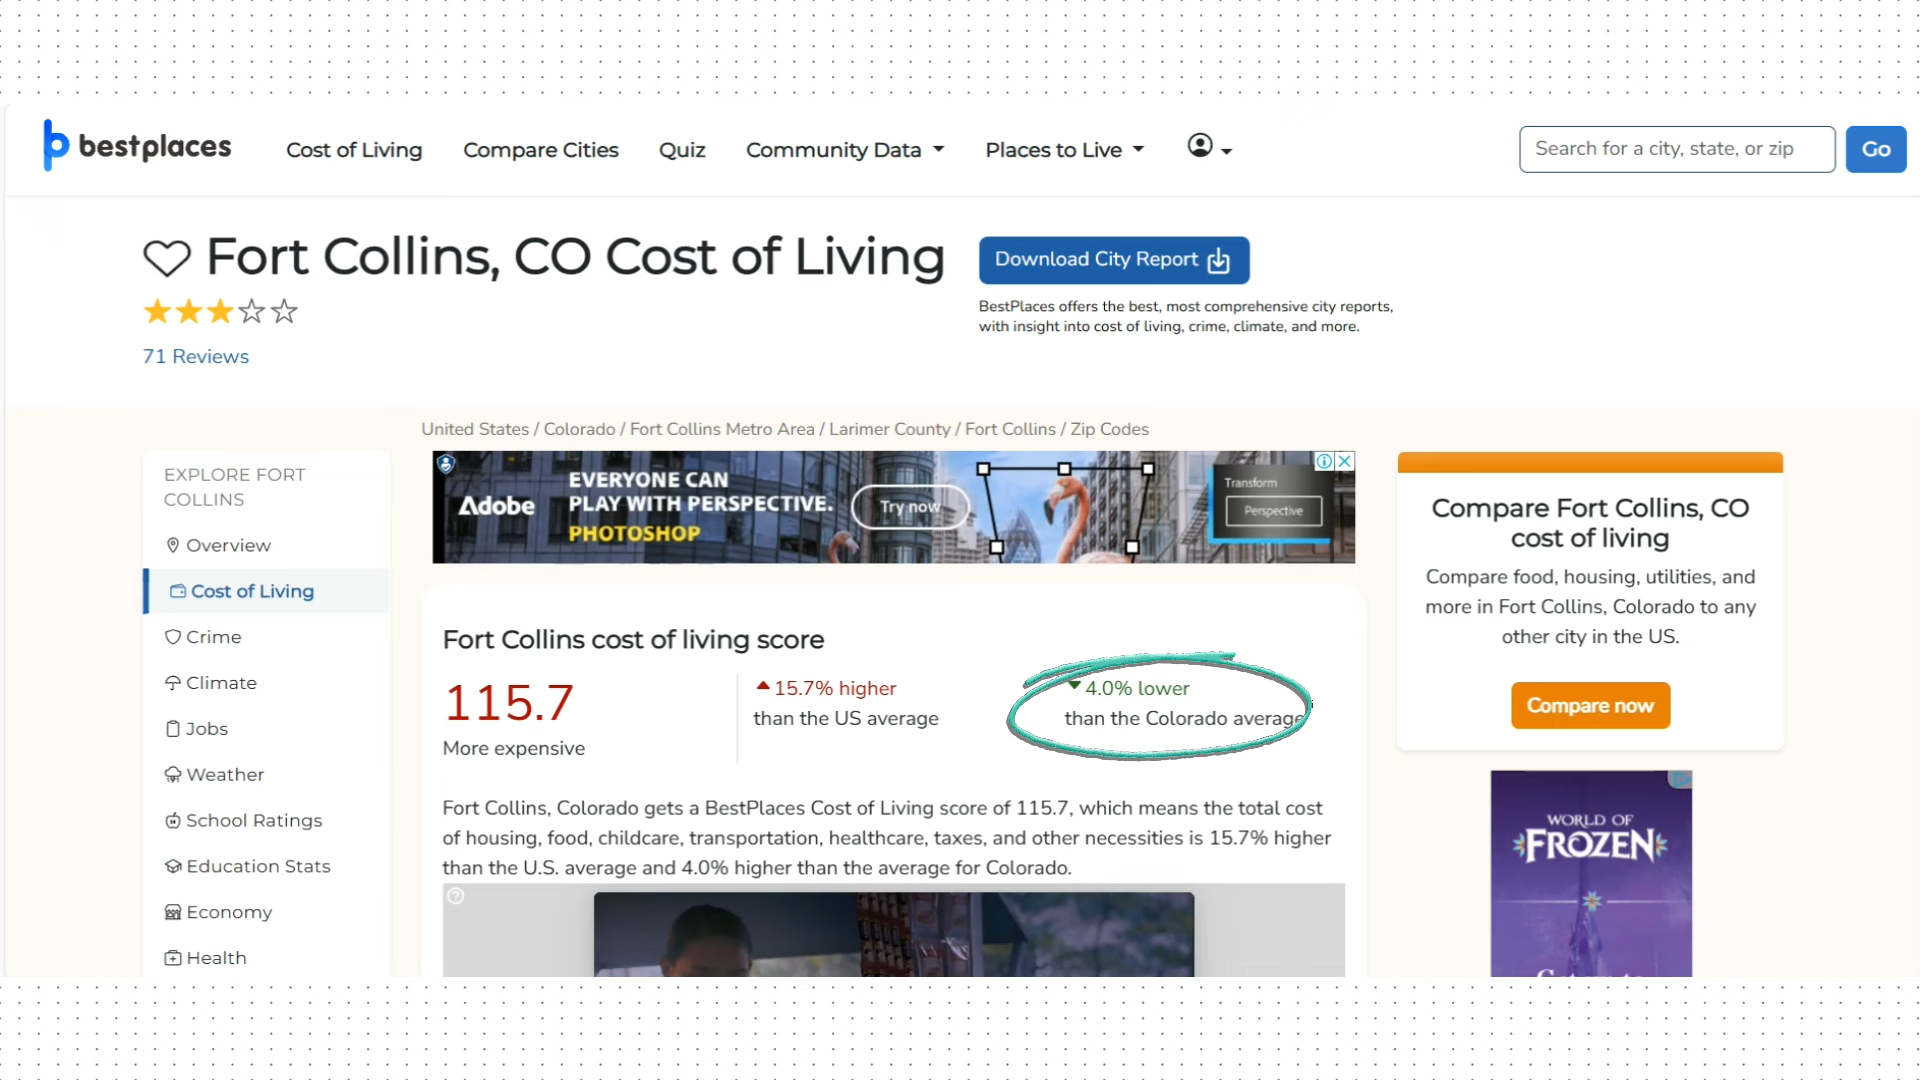 bestplaces
Cost of Living
Compare Cities
Quiz
Community Data
Places to Live
Search for a city, state, or zip
Go
Fort Collins, CO Cost of Living
71 Reviews
Download City Report
BestPlaces offers the best, most comprehensive city reports,
with insight into cost of living, crime, climate, and more.
United States / Colorado / Fort Collins Metro Area / Larimer County / Fort Collins / Zip Codes
EXPLORE FORT
COLLINS
Overview
Cost of Living
Crime
Climate
Jobs
Weather
School Ratings
Education Stats
Economy
Health
Adobe
EVERYONE CAN
PLAY WITH PERSPECTIVE.
PHOTOSHOP
Try now
Transform
Perspective
Fort Collins cost of living score
115.7
More expensive
15.7% higher
than the US average
4.0% lower
than the Colorado average
Fort Collins, Colorado gets a BestPlaces Cost of Living score of 115.7, which means the total cost
of housing, food, childcare, transportation, healthcare, taxes, and other necessities is 15.7% higher
than the U.S. average and 4.0% higher than the average for Colorado.
Compare Fort Collins, CO
cost of living
Compare food, housing, utilities, and
more in Fort Collins, Colorado to any
other city in the US.
Compare now
WORLD OF
FROZEN